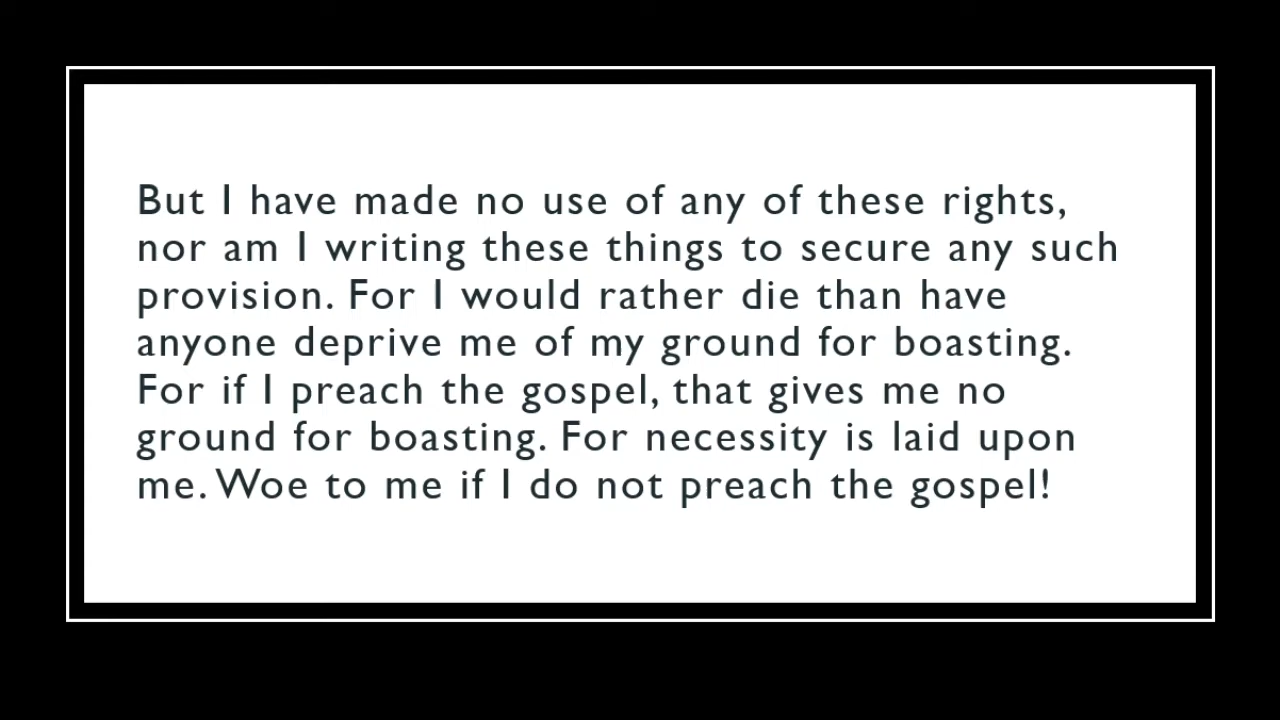 But I have made no use of any of these rights,
nor am I writing these things to secure any such
provision. For I would rather die than have
anyone deprive me of my ground for boasting.
For if I preach the gospel, that gives me no
ground for boasting. For necessity is laid upon
me. Woe to me if I do not preach the gospel!